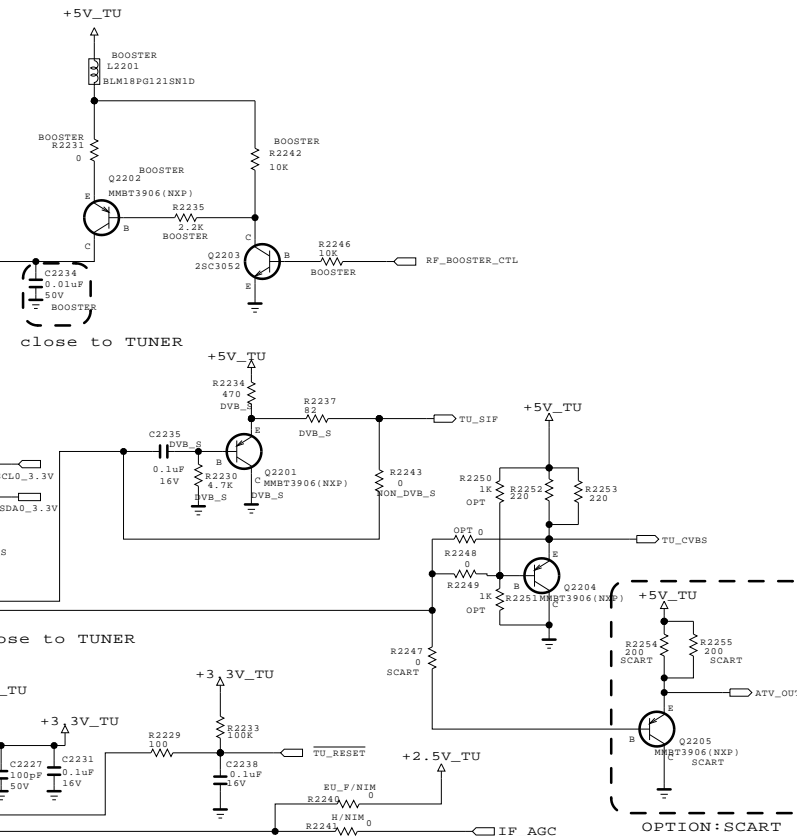 +5V_TU
BOOSTER
L2201
BLM18PG121SN1D
BOOSTER
R2231
0
BOOSTER
R2242
10K
BOOSTER
Q2202
MMBT3906(NXP)
E
B
C
R2235
2.2K
BOOSTER
C
Q2203
2SC3052
B
E
R2246
10K
BOOSTER
RF_BOOSTER_CTL
C2234
0.01uF
50V
BOOSTER
close to TUNER
+5V_TU
R2234
470
DVB_S
R2237
82
DVB_S
TU_SIF
C2235
DVB_S
0.1uF
16V
E
B
C
R2230
4.7K
DVB_S
Q2201
MMBT3906(NXP)
DVB_S
R2243
0
NON_DVB_S
CL0_3.3V
SDA0_3.3V
S
+5V_TU
R2250
1K
OPT
R2252
220
R2253
220
OPT 0
TU_CVBS
R2248
0
R2249
E
B
C
Q2204
MMBT3906(NXP)
1K
R2251
OPT
ose to TUNER
R2247
0
SCART
+5V_TU
R2254
200
SCART
R2255
200
SCART
ATV_OU
E
B
C
Q2205
MMBT3906(NXP)
SCART
OPTION:SCART
_TU
+3.3V_TU
C2227
100pF
50V
C2231
0.1uF
16V
+3.3V_TU
R2229
100
R2233
100K
TU_RESET
C2238
0.1uF
16V
+2.5V_TU
EU_F/NIM
R2240
0
H/NIM
R2241
0
IF AGC